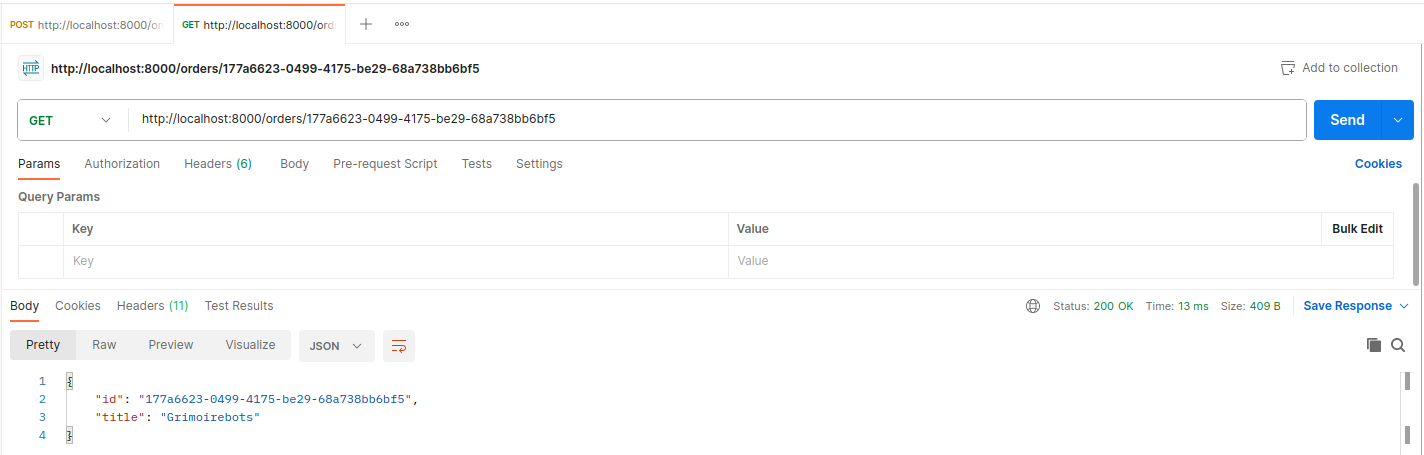 POST http://localhost:8000/or
GET http://localhost:8000/ord
HTTP http://localhost:8000/orders/177a6623-0499-4175-be29-68a738bb6bf5 Add to collection
GET http://localhost:8000/orders/177a6623-0499-4175-be29-68a738bb6bf5 Send
Params Authorization Headers (6) Body Pre-request Script Tests Settings Cookies
Query Params
Key Value Bulk Edit
Key Value
Body Cookies Headers (11) Test Results Status: 200 OK Time: 13 ms Size: 409 B Save Response
Pretty Raw Preview Visualize JSON
1 {
2 "id": "177a6623-0499-4175-be29-68a738bb6bf5",
3 "title": "Grimoirebots"
4 }